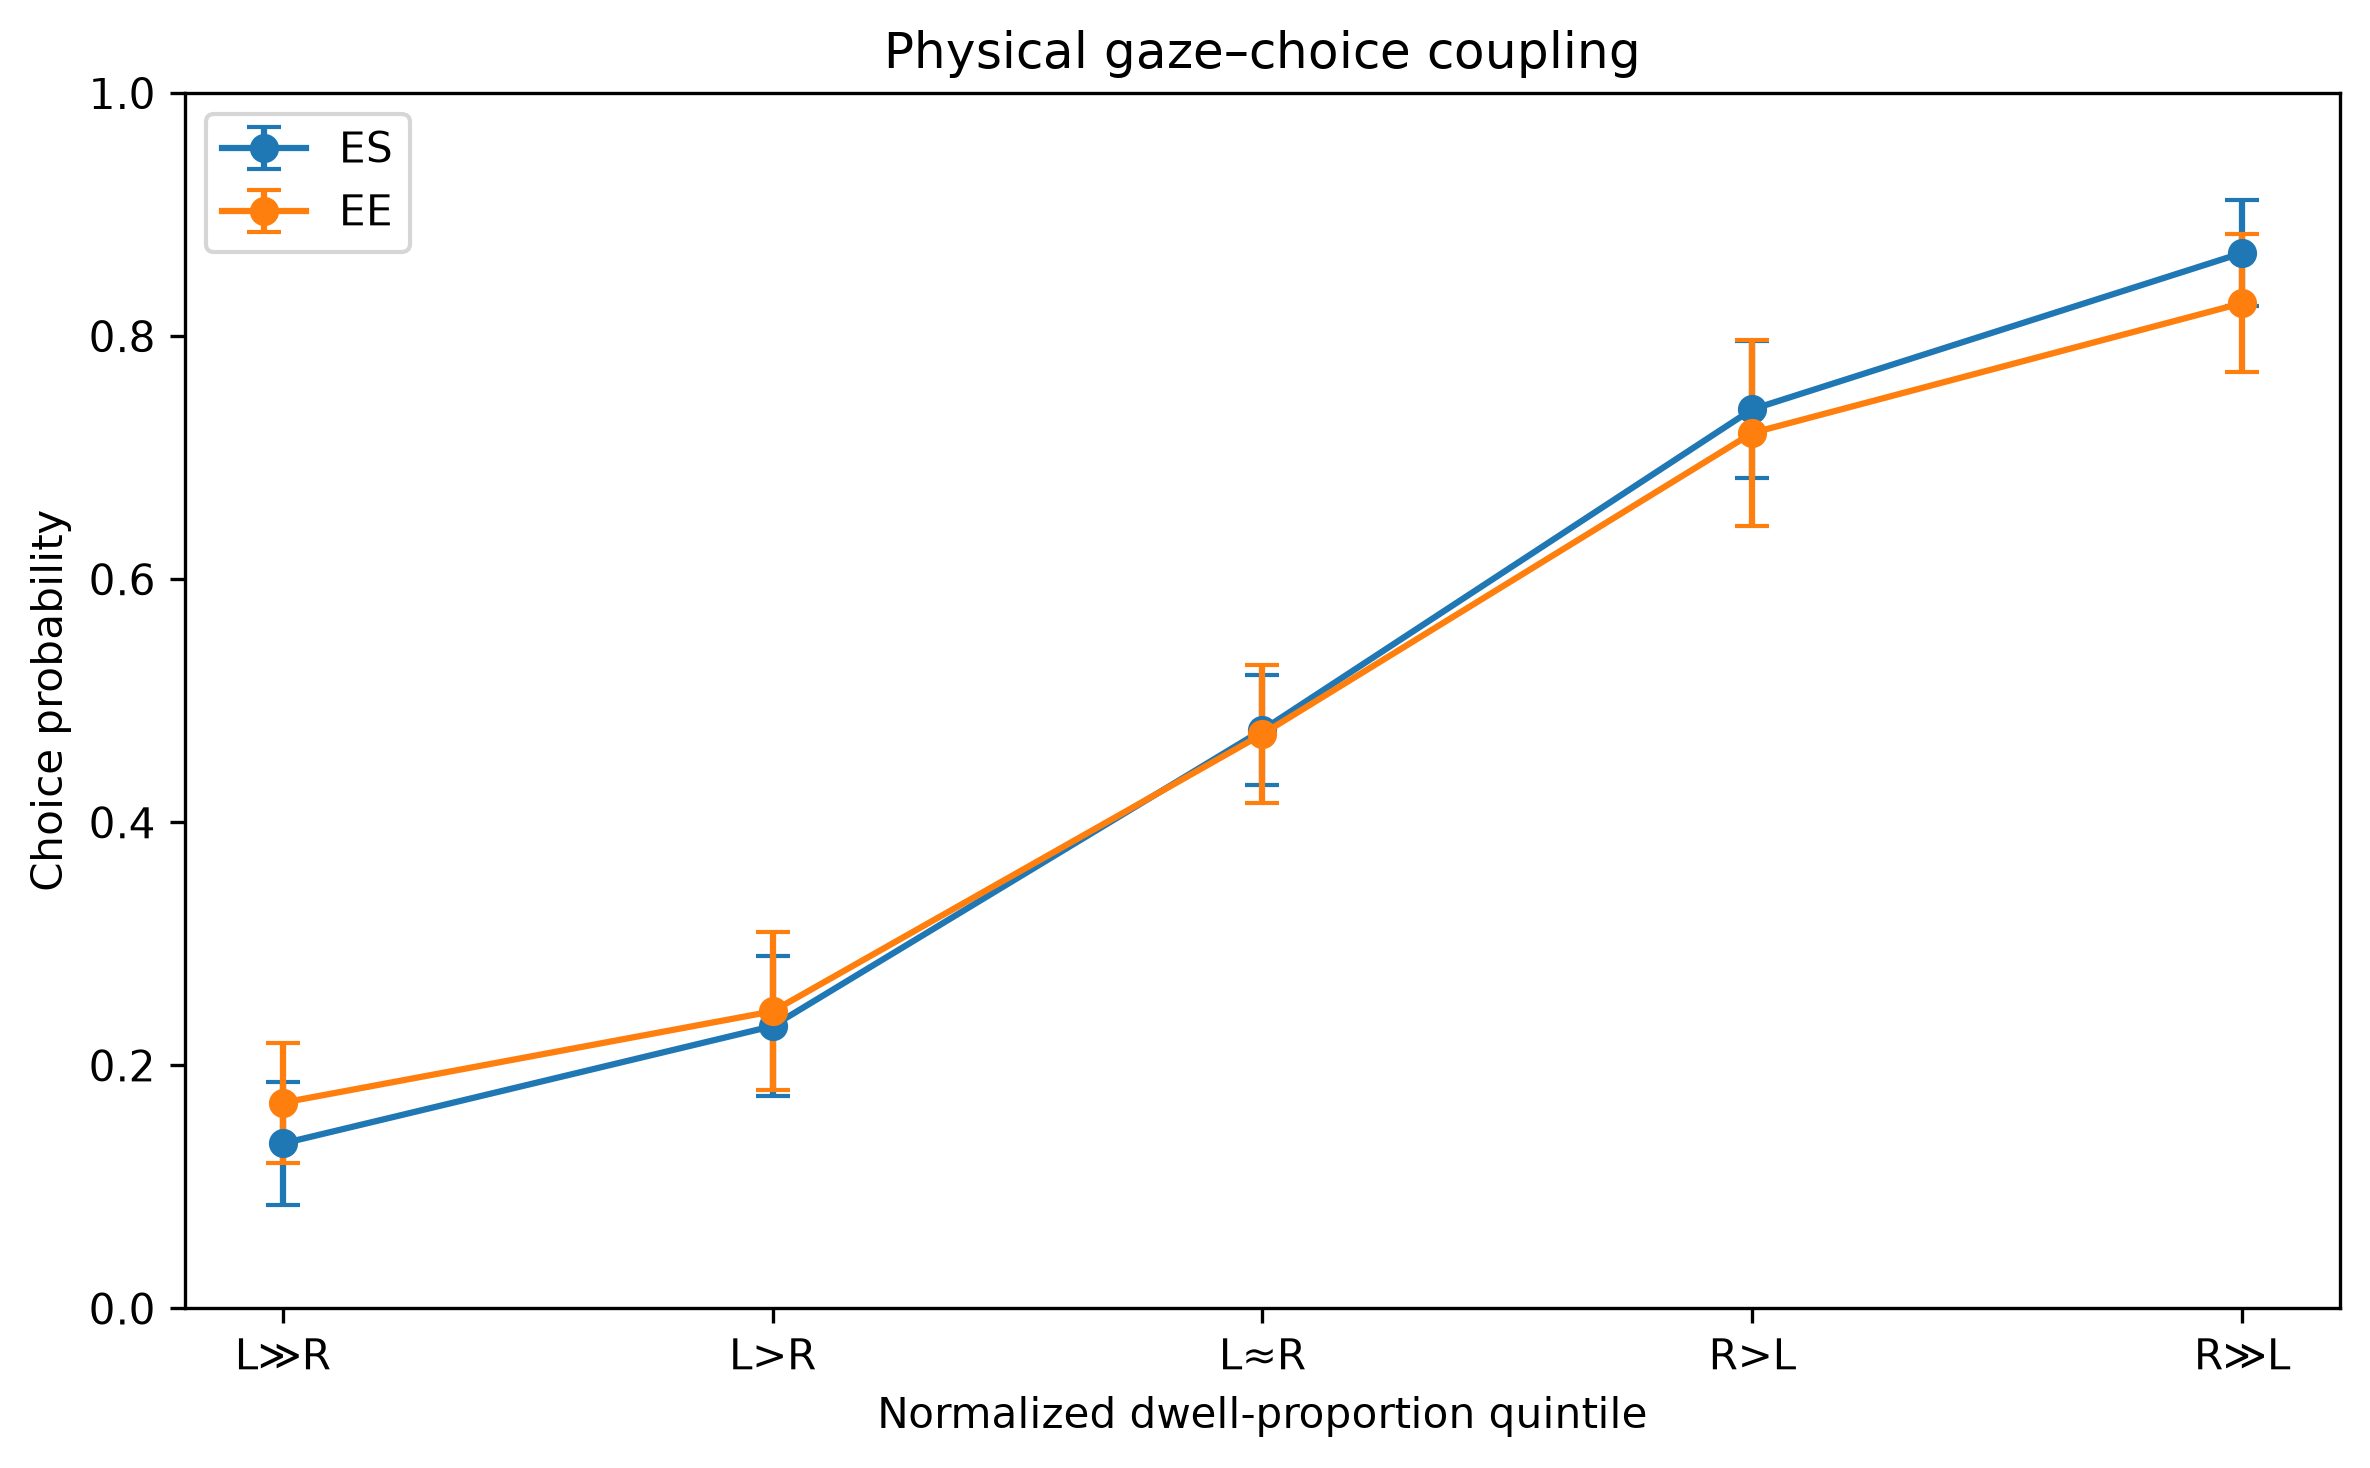 Physical gaze–choice coupling
1.0
0.8
0.6
0.4
0.2
0.0
Choice probability
ES
EE
L≫R
L>R
L≈R
R>L
R≫L
Normalized dwell-proportion quintile